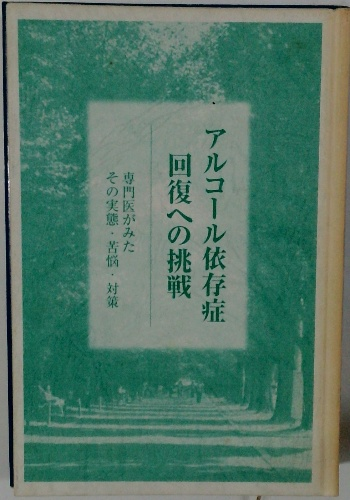 アルコール依存症
回復への挑戦
専門医がみた
その実態・苦悩・対策